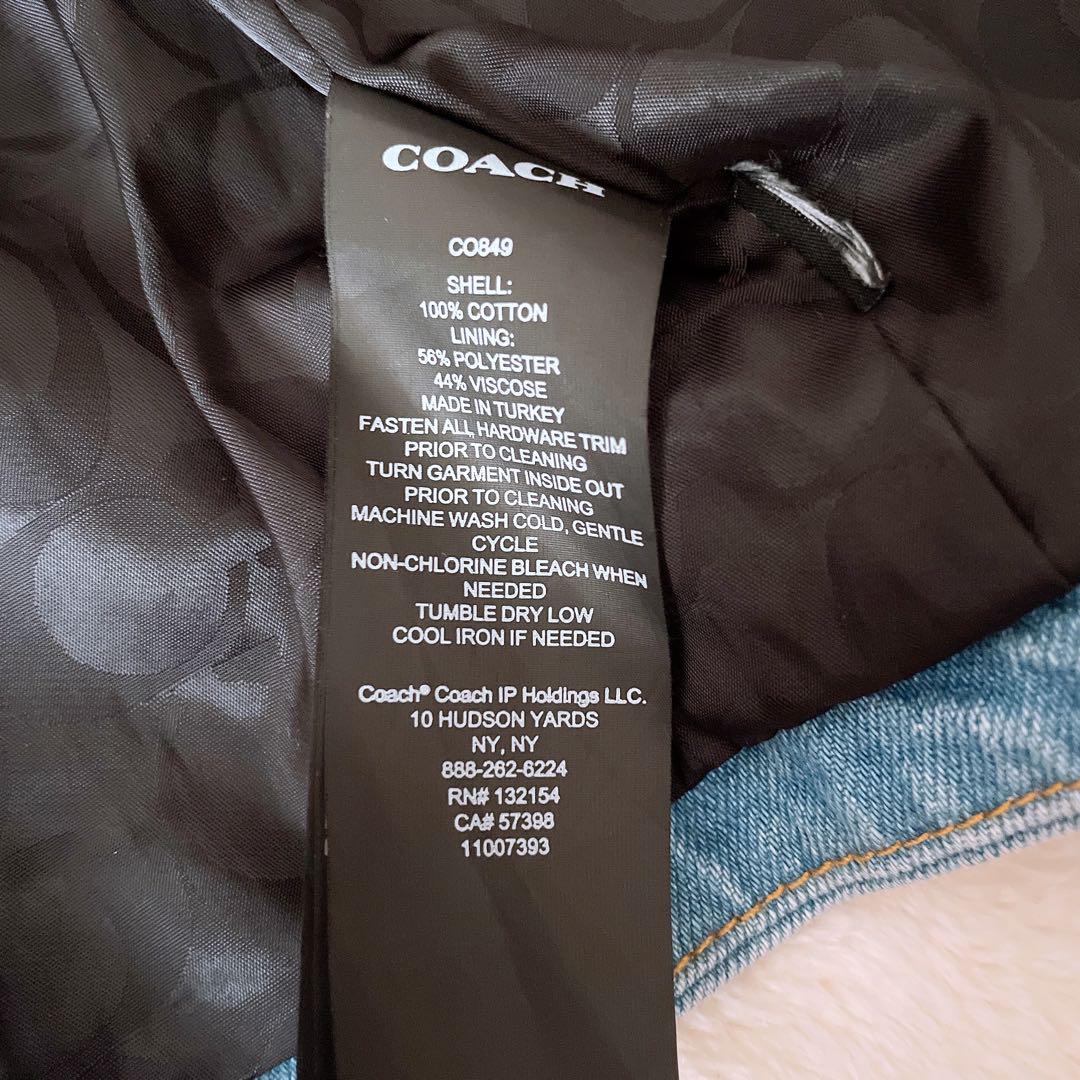 COACH
CO849
SHELL:
100% COTTON
LINING:
56% POLYESTER
44% VISCOSE
MADE IN TURKEY
FASTEN ALL HARDWARE TRIM
PRIOR TO CLEANING
TURN GARMENT INSIDE OUT
PRIOR TO CLEANING
MACHINE WASH COLD, GENTLE
CYCLE
NON-CHLORINE BLEACH WHEN
NEEDED
TUMBLE DRY LOW
COOL IRON IF NEEDED
Coach® Coach IP Holdings LLC.
10 HUDSON YARDS
NY, NY
888-262-6224
RN# 132154
CA# 57398
11007393